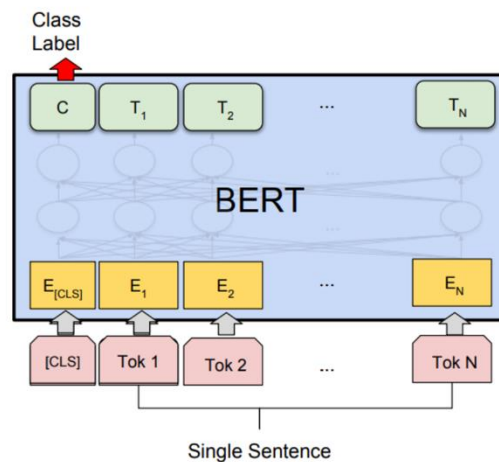 Class
Label
C T1 T2 ... TN
...
BERT
...
E[CLS] E1 E2 ... EN
[CLS] Tok 1 Tok 2 ... Tok N
Single Sentence